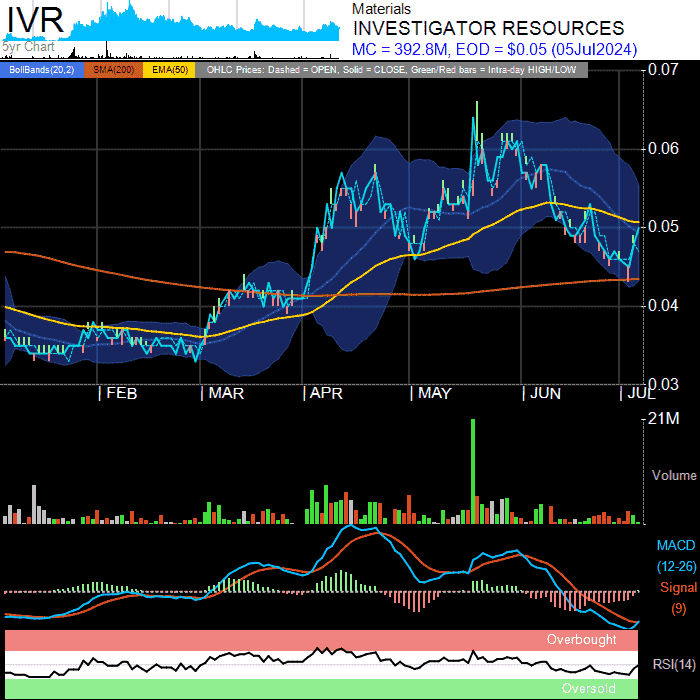 IVR
5yr Chart
Materials
INVESTIGATOR RESOURCES
MC = 392.8M, EOD = $0.05 (05Jul2024)
BollBands(20,2) SMA(200) EMA(50) OHLC Prices: Dashed = OPEN, Solid = CLOSE, Green/Red bars = Intra-day HIGH/LOW
0.07
0.06
0.05
0.04
0.03
FEB MAR APR MAY JUN JUL
21M
Volume
MACD
(12-26)
Signal
(9)
Overbought
RSI(14)
Oversold